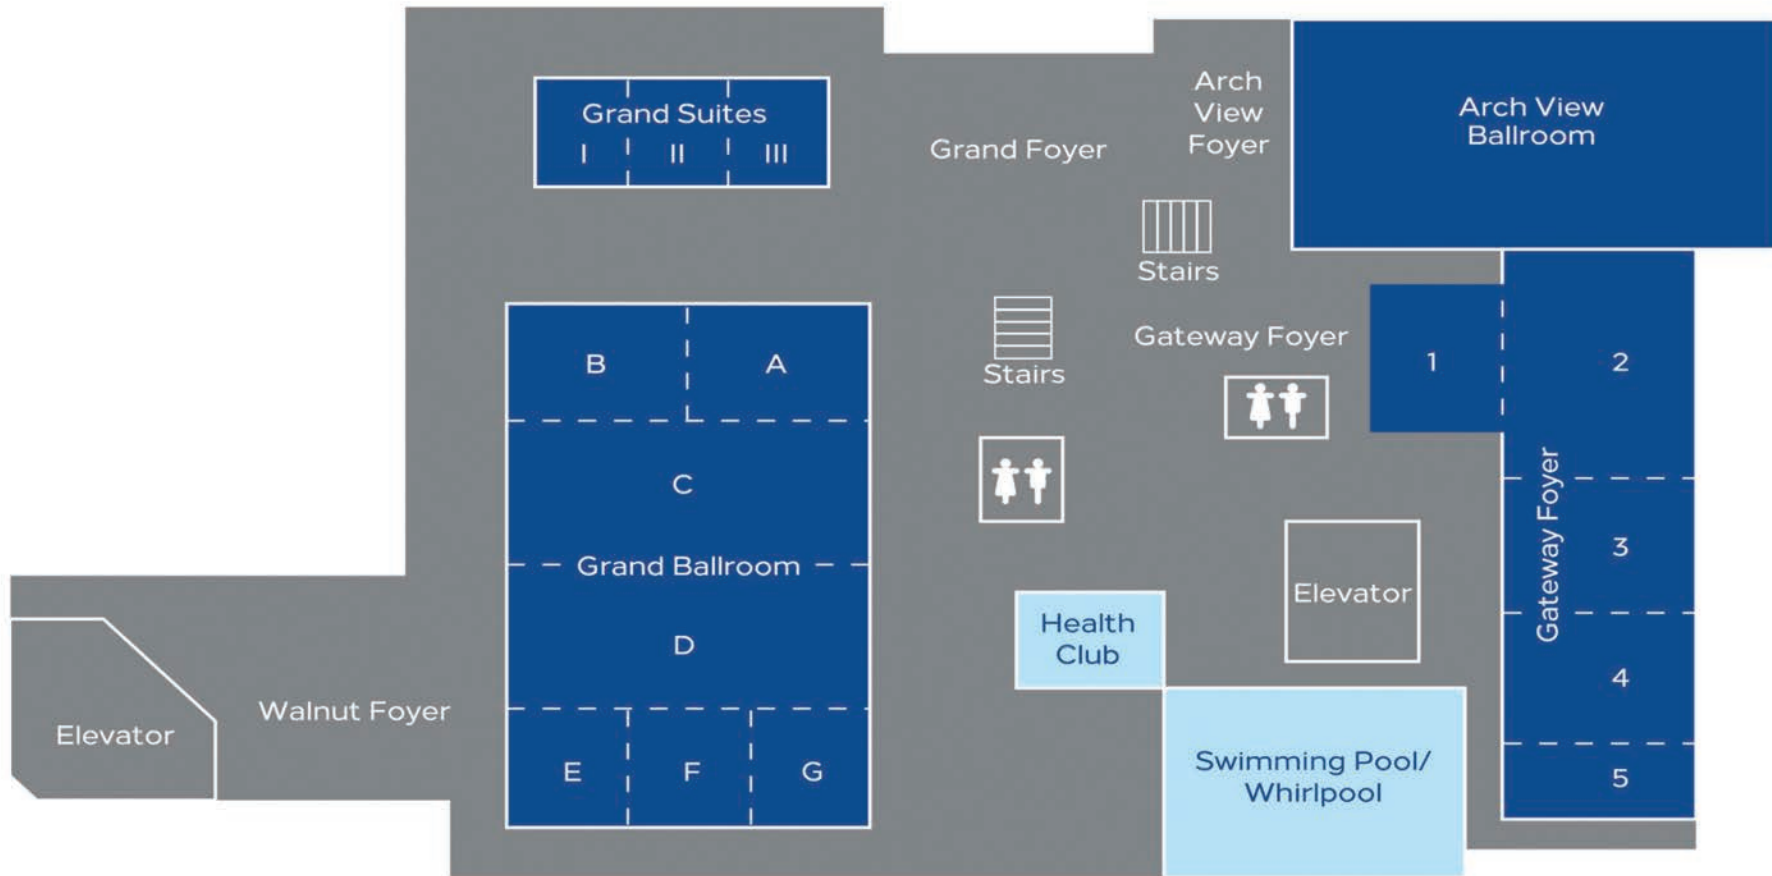 Grand Suites
I II III
Grand Foyer
Arch
View
Foyer
Arch View
Ballroom
Stairs
Stairs
Gateway Foyer
B A
C
Grand Ballroom
D
E F G
1
2
3
4
5
Gateway Foyer
Elevator
Health
Club
Swimming Pool/
Whirlpool
Walnut Foyer
Elevator